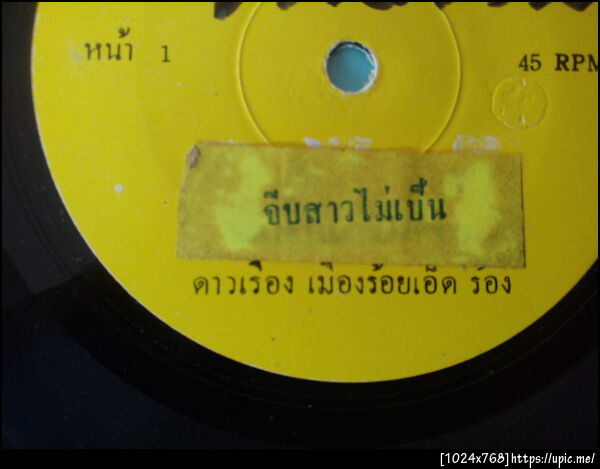 หน้า 1
45 RPM
จีบสาวไม่เบิ่น
ดาวเรือง เมืองร้อยเอ็ด ร้อง
[1024x768]https://upic.me/